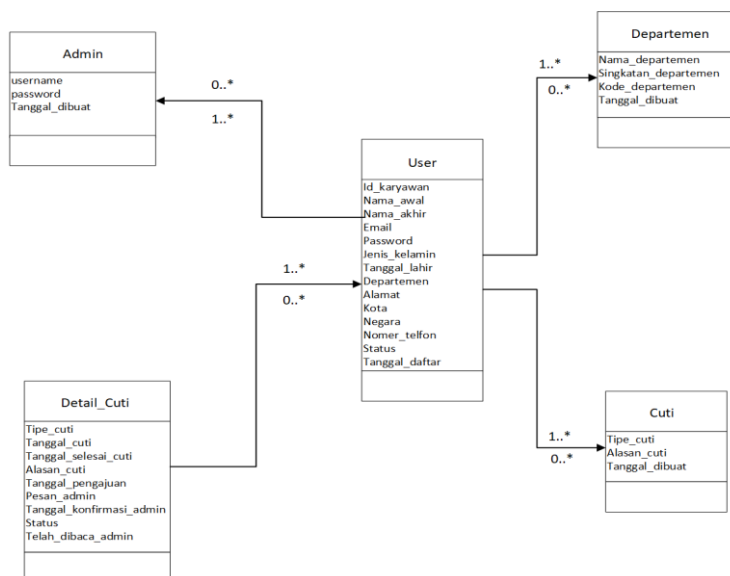 Admin
username
password
Tanggal_dibuat
0..*
1..*
Departemen
Nama_departemen
Singkatan_departemen
Kode_departemen
Tanggal_dibuat
1..*
0..*
User
Id_karyawan
Nama_awal
Nama_akhir
Email
Password
Jenis_kelamin
Tanggal_lahir
Departemen
Alamat
Kota
Negara
Nomer_telfon
Status
Tanggal_daftar
1..*
0..*
Detail_Cuti
Tipe_cuti
Tanggal_cuti
Tanggal_selesai_cuti
Alasan_cuti
Tanggal_pengajuan
Pesan_admin
Tanggal_konfirmasi_admin
Status
Telah_dibaca_admin
1..*
0..*
Cuti
Tipe_cuti
Alasan_cuti
Tanggal_dibuat